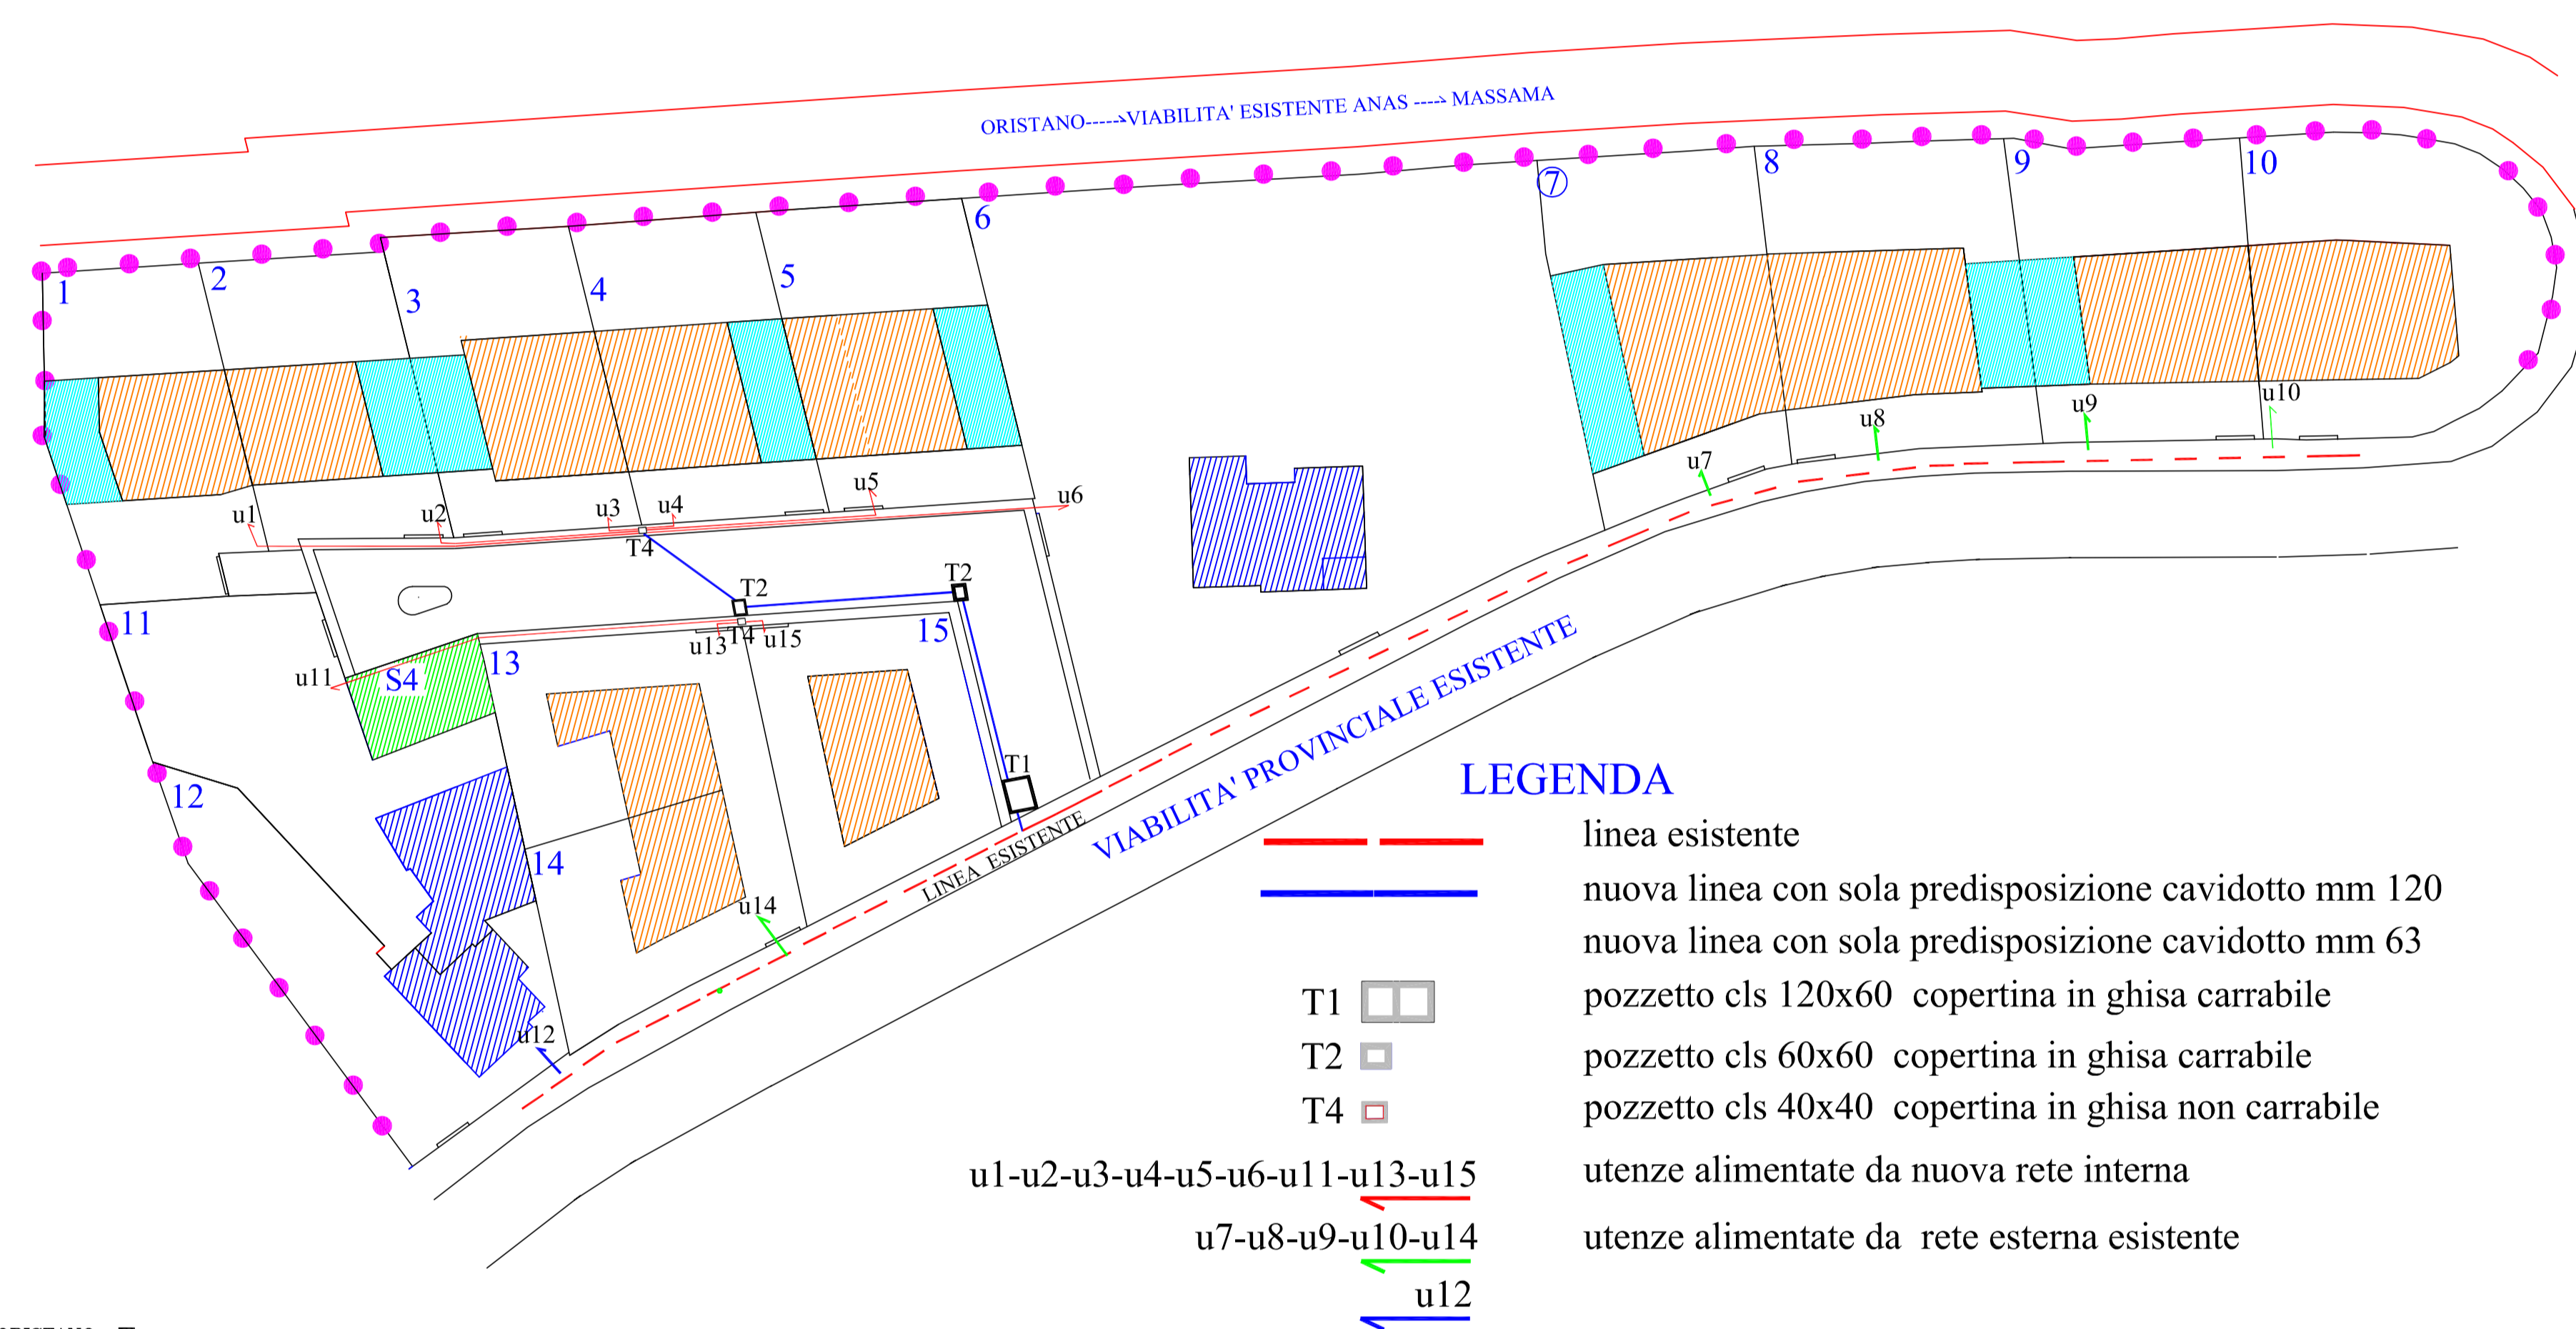 ORISTANO-----›VIABILITA' ESISTENTE ANAS ----› MASSAMA
1
2
3
4
5
6
7
8
9
10
u1
u2
u3
u4
u5
u6
u7
u8
u9
u10
T4
T2
T2
11
u11
S4
13
u13
T4
u15
15
T1
12
14
u14
u12
LINEA ESISTENTE
VIABILITA' PROVINCIALE ESISTENTE
LEGENDA
linea esistente
nuova linea con sola predisposizione cavidotto mm 120
nuova linea con sola predisposizione cavidotto mm 63
T1 pozzetto cls 120x60 copertina in ghisa carrabile
T2 pozzetto cls 60x60 copertina in ghisa carrabile
T4 pozzetto cls 40x40 copertina in ghisa non carrabile
u1-u2-u3-u4-u5-u6-u11-u13-u15 utenze alimentate da nuova rete interna
u7-u8-u9-u10-u14 utenze alimentate da rete esterna esistente
u12